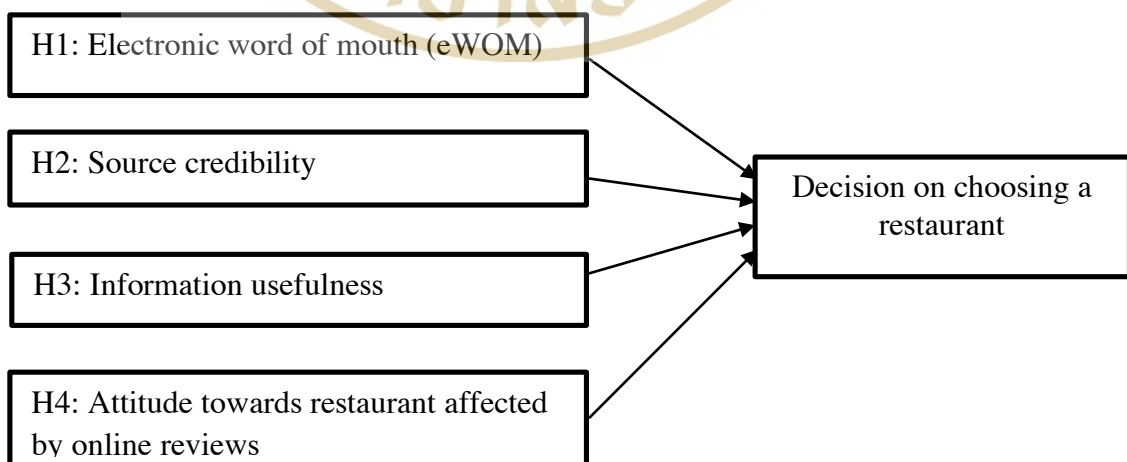 H1: Electronic word of mouth (eWOM)
H2: Source credibility
H3: Information usefulness
H4: Attitude towards restaurant affected
by online reviews
Decision on choosing a
restaurant